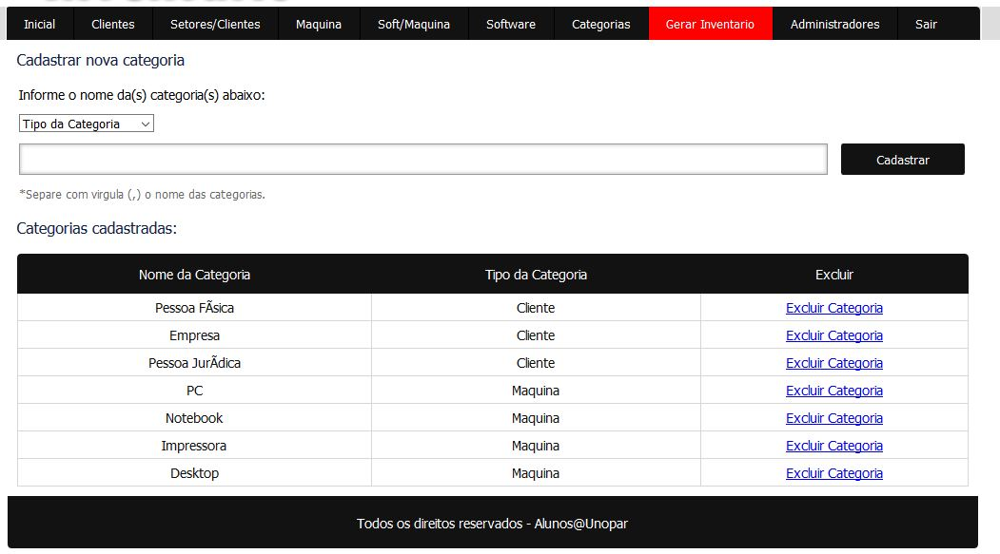 Inicial Clientes Setores/Clientes Maquina Soft/Maquina Software Categorias Gerar Inventario Administradores Sair
Cadastrar nova categoria
Informe o nome da(s) categoria(s) abaixo:
Tipo da Categoria
Cadastrar
*Separe com virgula (,) o nome das categorias.
Categorias cadastradas:
Nome da Categoria Tipo da Categoria Excluir
Pessoa FÃsica Cliente Excluir Categoria
Empresa Cliente Excluir Categoria
Pessoa JurÃdica Cliente Excluir Categoria
PC Maquina Excluir Categoria
Notebook Maquina Excluir Categoria
Impressora Maquina Excluir Categoria
Desktop Maquina Excluir Categoria
Todos os direitos reservados - Alunos@Unopar